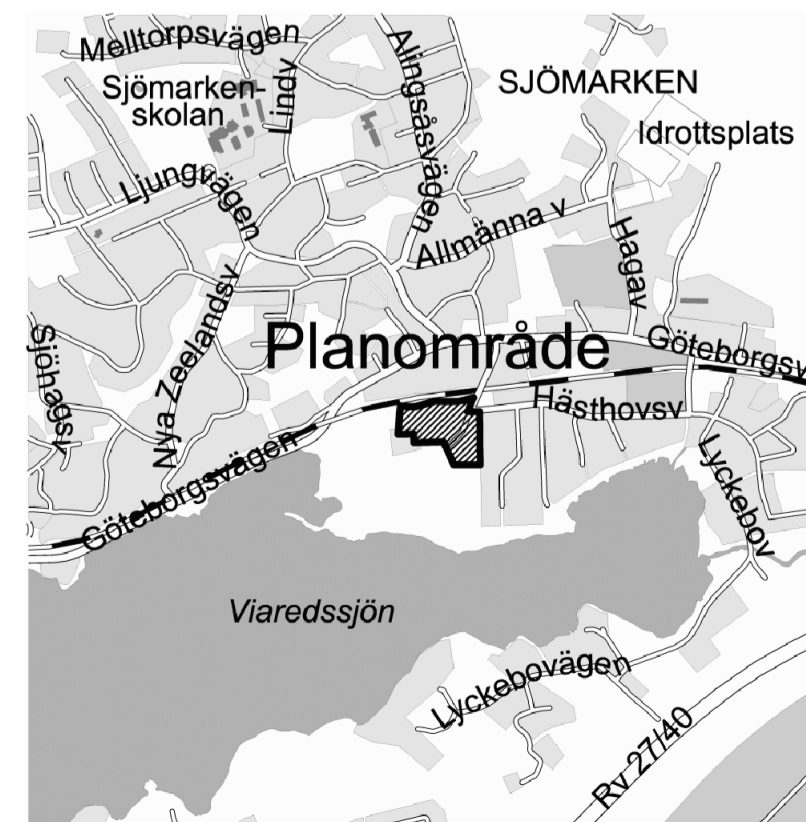 Melltorpsvägen
Alingsåsvägen
SJÖMARKEN
Sjömarken-
skolan
Lindv
Idrottsplats
Ljungvägen
Allmänna v
Hagav
Nya Zeelandsv
Sjöhagsv
Planområde
Göteborgsv
Hästhovsv
Göteborgsvägen
Lyckebov
Viaredssjön
Lyckebovägen
Rv 27/40